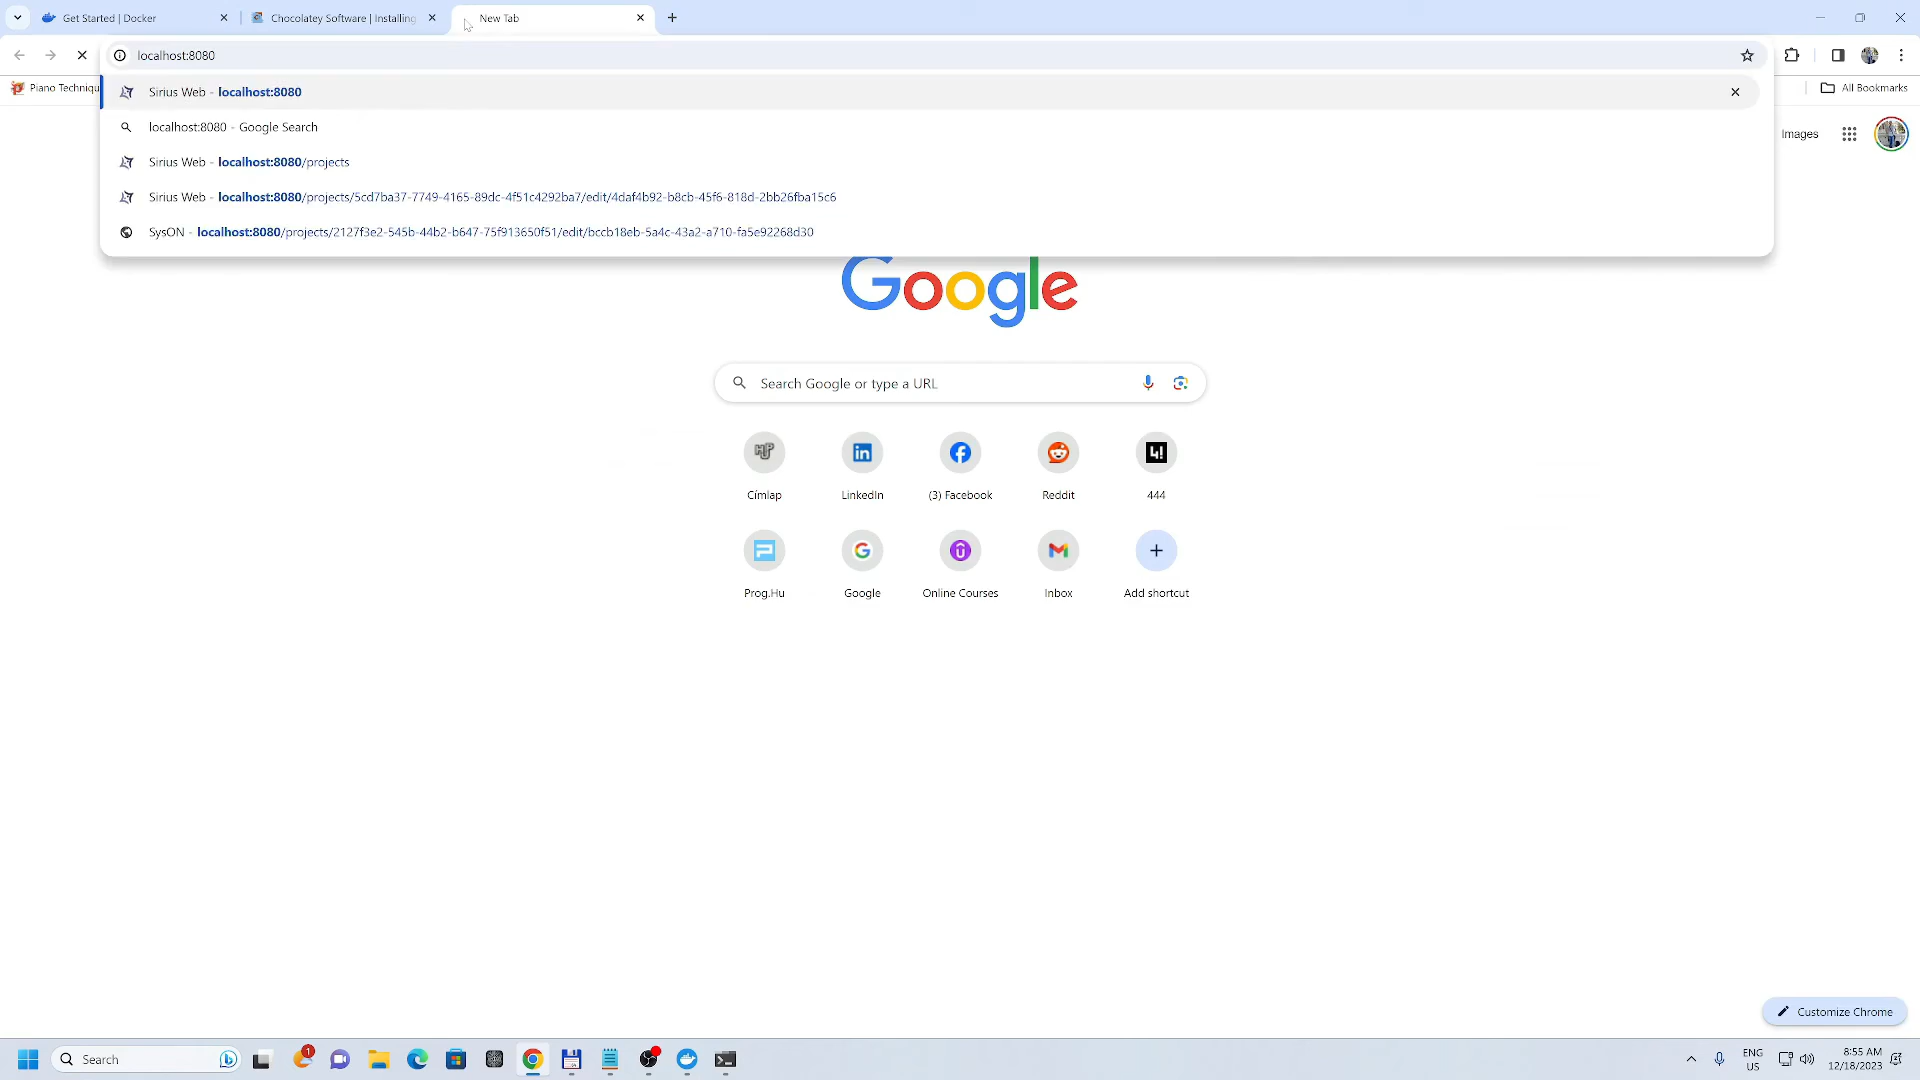 Get Started | Docker
Chocolatey Software | Installing
New Tab
localhost:8080
Piano Techniqu
All Bookmarks
Sirius Web - localhost:8080
localhost:8080 - Google Search
Sirius Web - localhost:8080/projects
Sirius Web - localhost:8080/projects/5cd7ba37-7749-4165-89dc-4f51c4292ba7/edit/4daf4b92-b8cb-45f6-818d-2bb26fba15c6
SysON - localhost:8080/projects/2127f3e2-545b-44b2-b647-75f913650f51/edit/bccb18eb-5a4c-43a2-a710-fa5e92268d30
Images
Google
Search Google or type a URL
Címlap
LinkedIn
(3) Facebook
Reddit
444
Prog.Hu
Google
Online Courses
Inbox
Add shortcut
Customize Chrome
Search
1
ENG
US
8:55 AM
12/18/2023